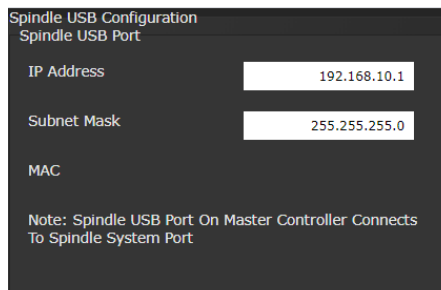 Spindle USB Configuration
Spindle USB Port
IP Address
192.168.10.1
Subnet Mask
255.255.255.0
MAC
Note: Spindle USB Port On Master Controller Connects
To Spindle System Port